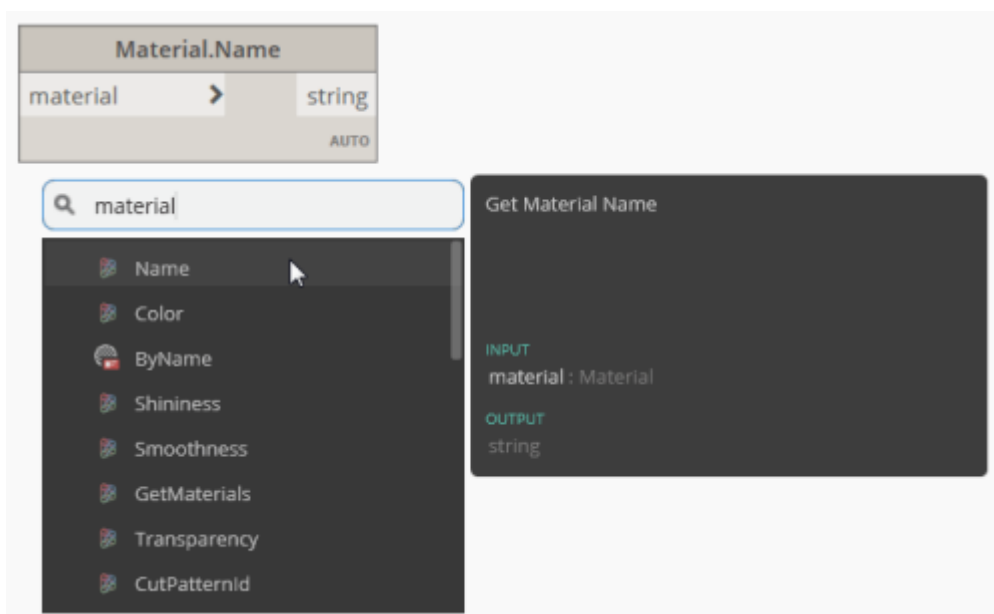 Material.Name
material > string
AUTO
material
Get Material Name
Name
Color
INPUT
ByName
material : Material
Shininess
OUTPUT
Smoothness
string
GetMaterials
Transparency
CutPatternId